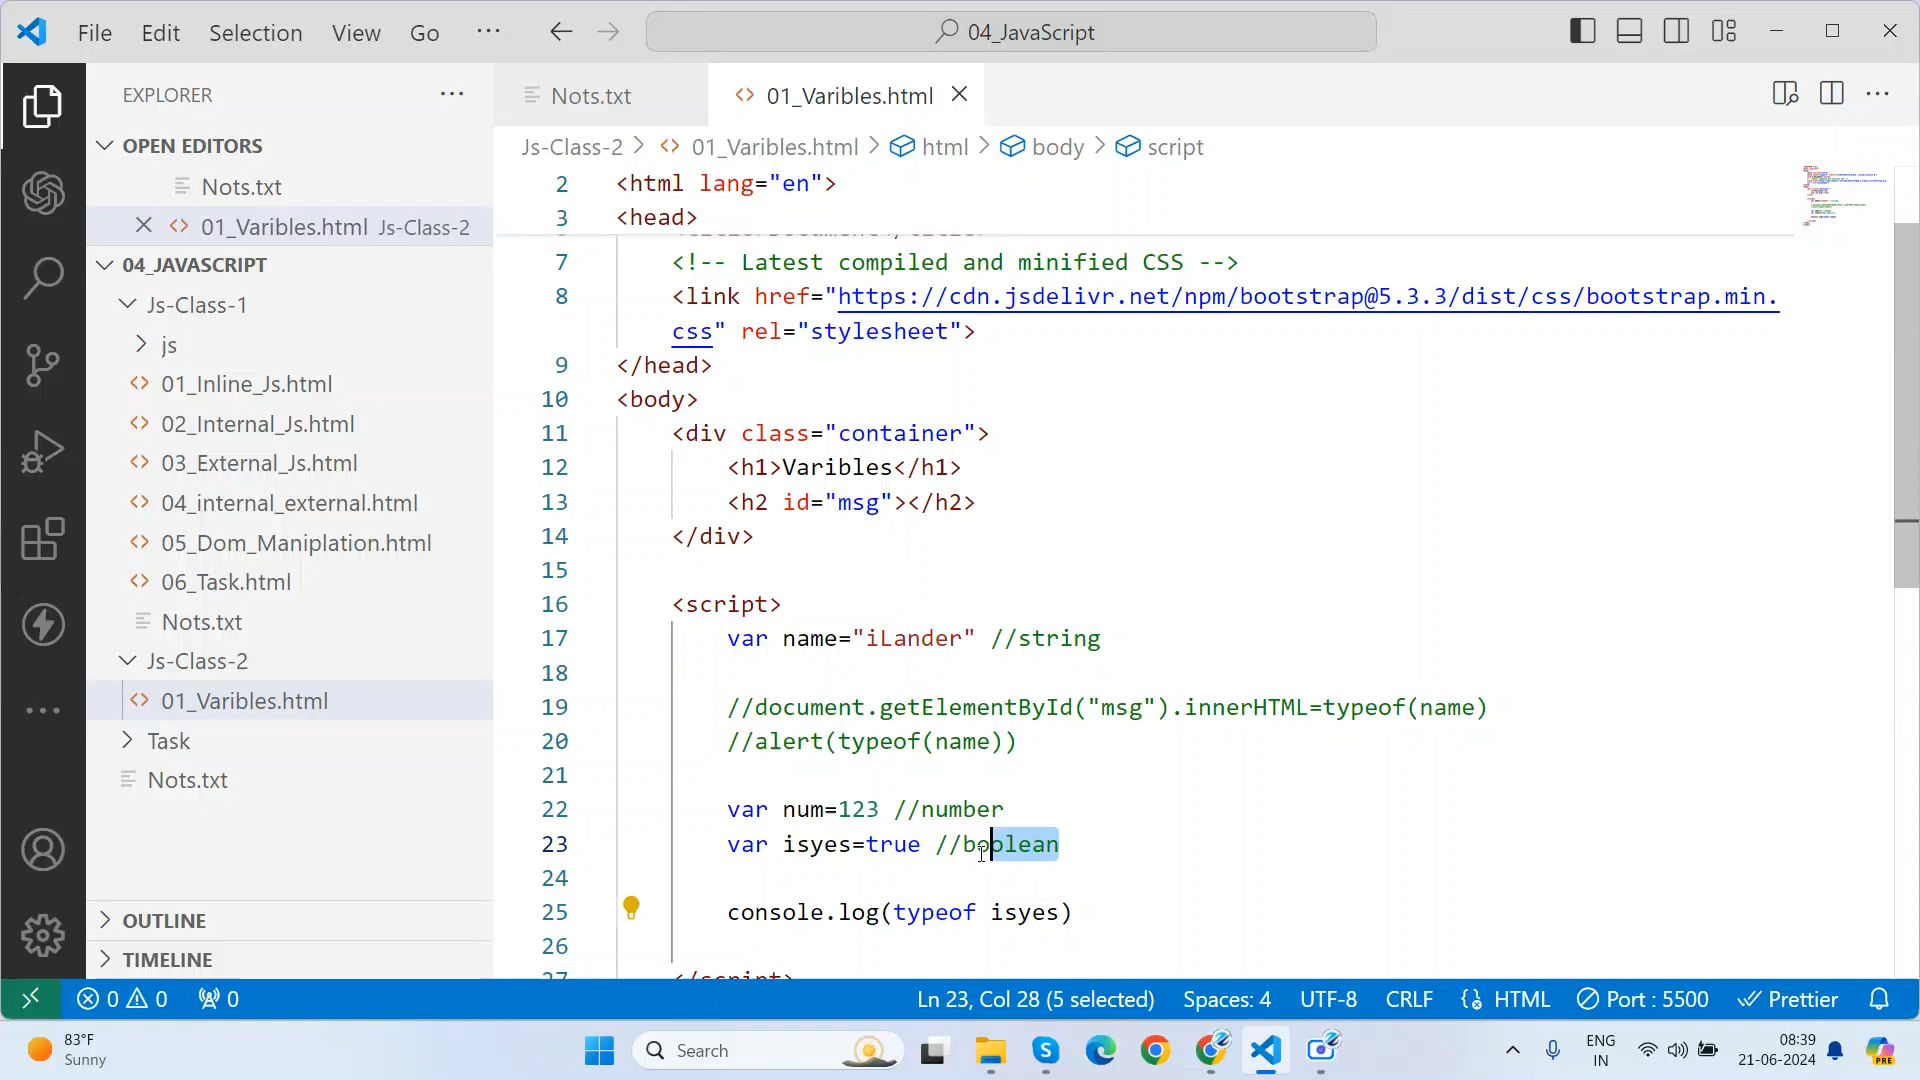 File Edit Selection View Go ... 04_JavaScript
EXPLORER ...
OPEN EDITORS
Nots.txt
01_Varibles.html Js-Class-2
04_JAVASCRIPT
Js-Class-1
js
01_Inline_Js.html
02_Internal_Js.html
03_External_Js.html
04_internal_external.html
05_Dom_Maniplation.html
06_Task.html
Nots.txt
Js-Class-2
01_Varibles.html
Task
Nots.txt
OUTLINE
TIMELINE
Nots.txt 01_Varibles.html
Js-Class-2 > 01_Varibles.html > html > body > script
2 <html lang="en">
3 <head>
7 <!-- Latest compiled and minified CSS -->
8 <link href="https://cdn.jsdelivr.net/npm/bootstrap@5.3.3/dist/css/bootstrap.min.
css" rel="stylesheet">
9 </head>
10 <body>
11 <div class="container">
12 <h1>Varibles</h1>
13 <h2 id="msg"></h2>
14 </div>
15
16 <script>
17 var name="iLander" //string
18
19 //document.getElementById("msg").innerHTML=typeof(name)
20 //alert(typeof(name))
21
22 var num=123 //number
23 var isyes=true //boolean
24
25 console.log(typeof isyes)
26
27 </script>
0 0 0 Ln 23, Col 28 (5 selected) Spaces: 4 UTF-8 CRLF HTML Port : 5500 Prettier
83°F
Sunny
Search
ENG
IN
08:39
21-06-2024
PRE